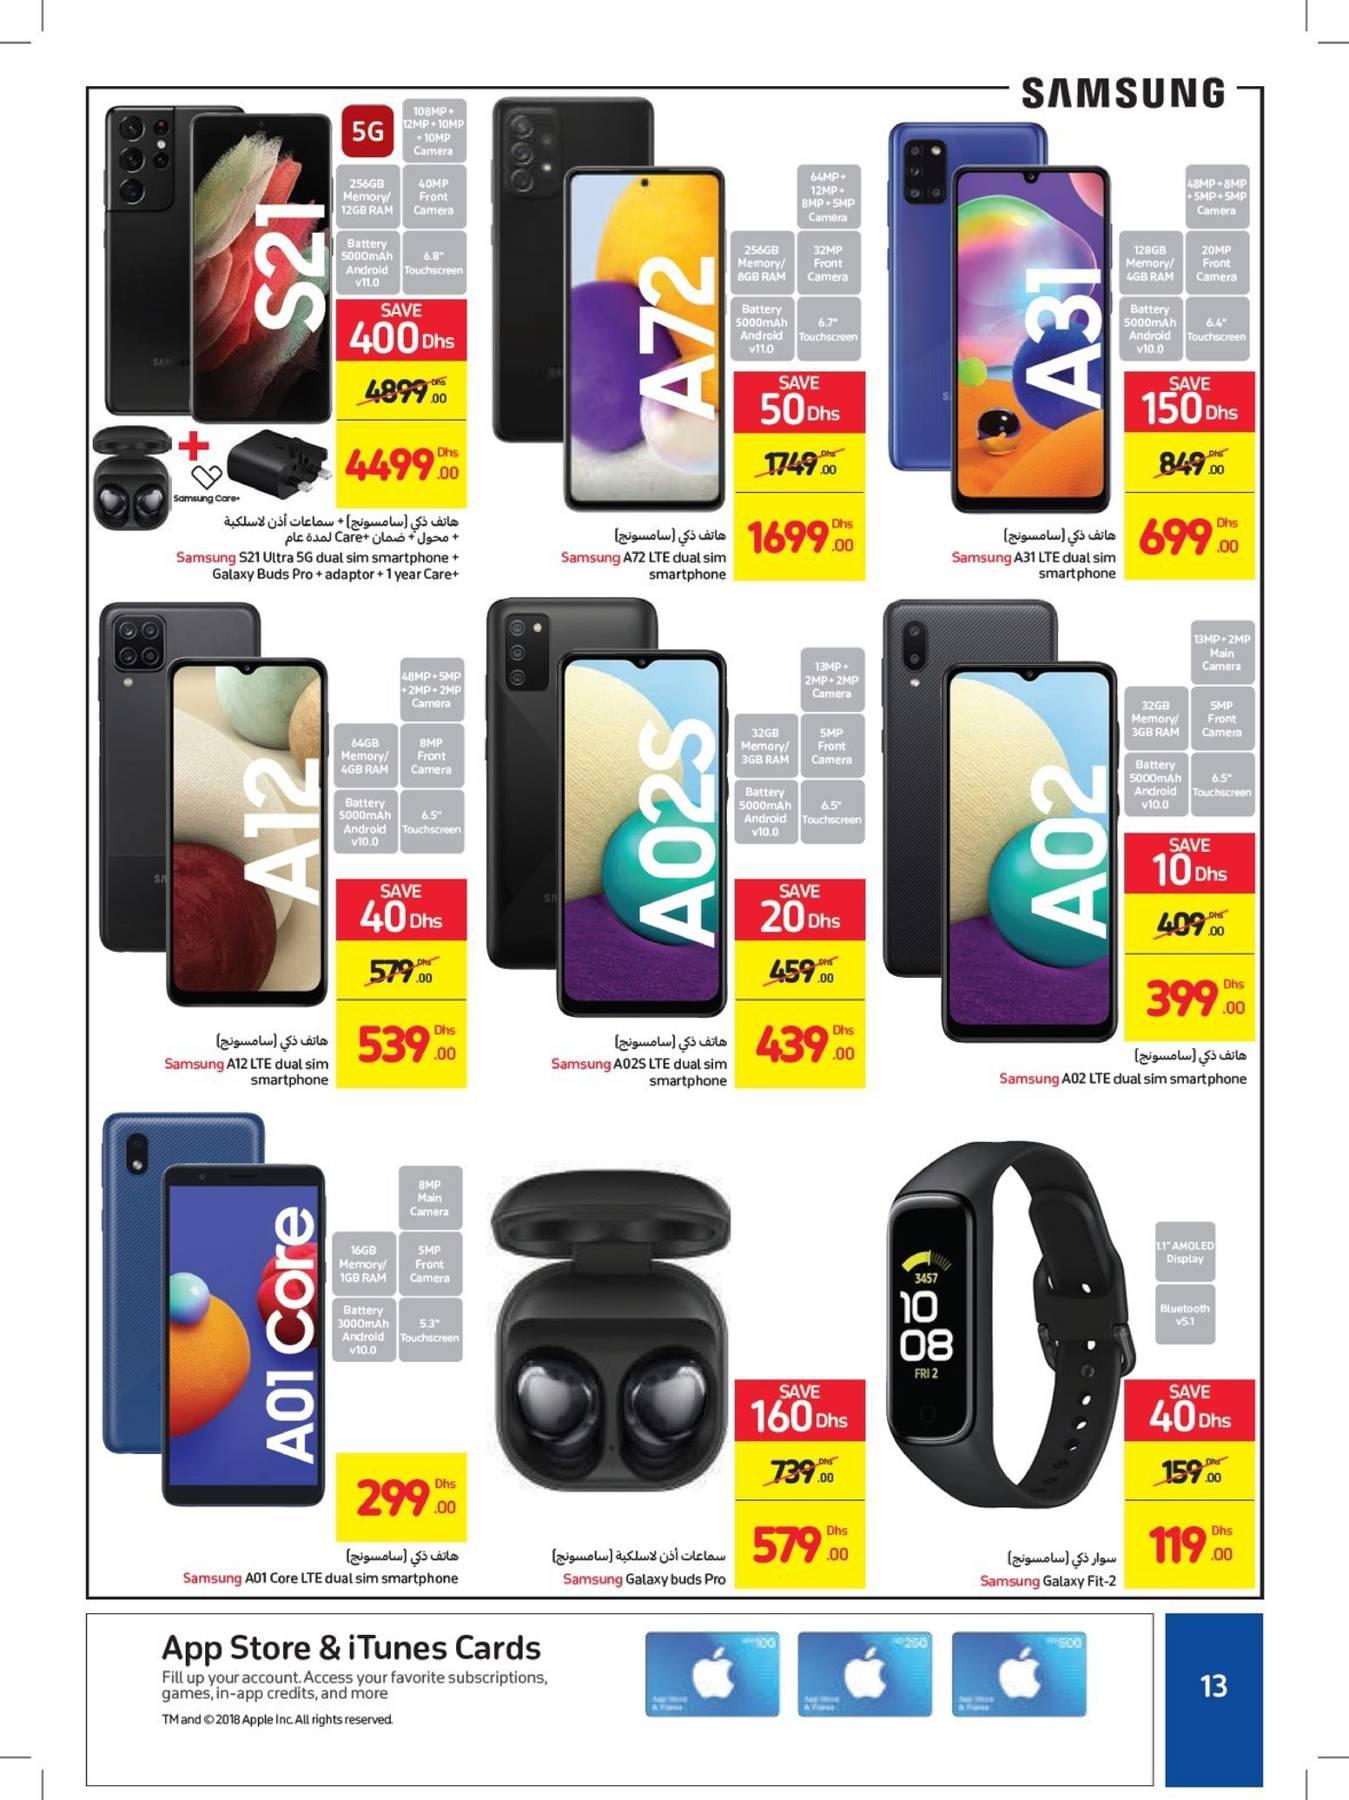 SAMSUNG
5G
108MP +
12MP + 10MP
+ 10MP
Camera
256GB
Memory/
12GB RAM
40MP
Front
Camera
Battery
5000mAh
Android
v11.0
6.8"
Touchscreen
S21
SAVE
400 Dhs
4899 Dhs .00
4499 Dhs .00
Samsung Care+
هاتف ذكي (سامسونج) + سماعات أذن لاسلكية
+ محول + ضمان +Care لمدة عام
Samsung S21 Ultra 5G dual sim smartphone +
Galaxy Buds Pro + adaptor + 1 year Care+
64MP +
12MP +
8MP + 5MP
Camera
256GB
Memory/
8GB RAM
32MP
Front
Camera
Battery
5000mAh
Android
v11.0
6.7"
Touchscreen
A72
SAVE
50 Dhs
1749 Dhs .00
1699 Dhs .00
هاتف ذكي (سامسونج)
Samsung A72 LTE dual sim
smartphone
48MP + 8MP
+ 5MP + 5MP
Camera
128GB
Memory/
4GB RAM
20MP
Front
Camera
Battery
5000mAh
Android
v10.0
6.4"
Touchscreen
A31
SAVE
150 Dhs
849 Dhs .00
699 Dhs .00
هاتف ذكي (سامسونج)
Samsung A31 LTE dual sim
smartphone
48MP + 5MP
+ 2MP + 2MP
Camera
64GB
Memory/
4GB RAM
8MP
Front
Camera
Battery
5000mAh
Android
v10.0
6.5"
Touchscreen
A12
SAVE
40 Dhs
579 Dhs .00
539 Dhs .00
هاتف ذكي (سامسونج)
Samsung A12 LTE dual sim
smartphone
13MP +
2MP + 2MP
Camera
32GB
Memory/
3GB RAM
5MP
Front
Camera
Battery
5000mAh
Android
v10.0
6.5"
Touchscreen
A02S
SAVE
20 Dhs
459 Dhs .00
439 Dhs .00
هاتف ذكي (سامسونج)
Samsung A02S LTE dual sim
smartphone
13MP + 2MP
Main
Camera
32GB
Memory/
3GB RAM
5MP
Front
Camera
Battery
5000mAh
Android
v10.0
6.5"
Touchscreen
A02
SAVE
10 Dhs
409 Dhs .00
399 Dhs .00
هاتف ذكي (سامسونج)
Samsung A02 LTE dual sim smartphone
8MP
Main
Camera
16GB
Memory/
1GB RAM
5MP
Front
Camera
Battery
3000mAh
Android
v10.0
5.3"
Touchscreen
A01 Core
299 Dhs .00
هاتف ذكي (سامسونج)
Samsung A01 Core LTE dual sim smartphone
SAVE
160 Dhs
739 Dhs .00
579 Dhs .00
سماعات أذن لاسلكية (سامسونج)
Samsung Galaxy buds Pro
3457
10
08
FRI 2
1.1" AMOLED
Display
Bluetooth
v5.1
SAVE
40 Dhs
159 Dhs .00
119 Dhs .00
سوار ذكي (سامسونج)
Samsung Galaxy Fit-2
App Store & iTunes Cards
Fill up your account. Access your favorite subscriptions,
games, in-app credits, and more
TM and © 2018 Apple Inc. All rights reserved.
100
250
500
13